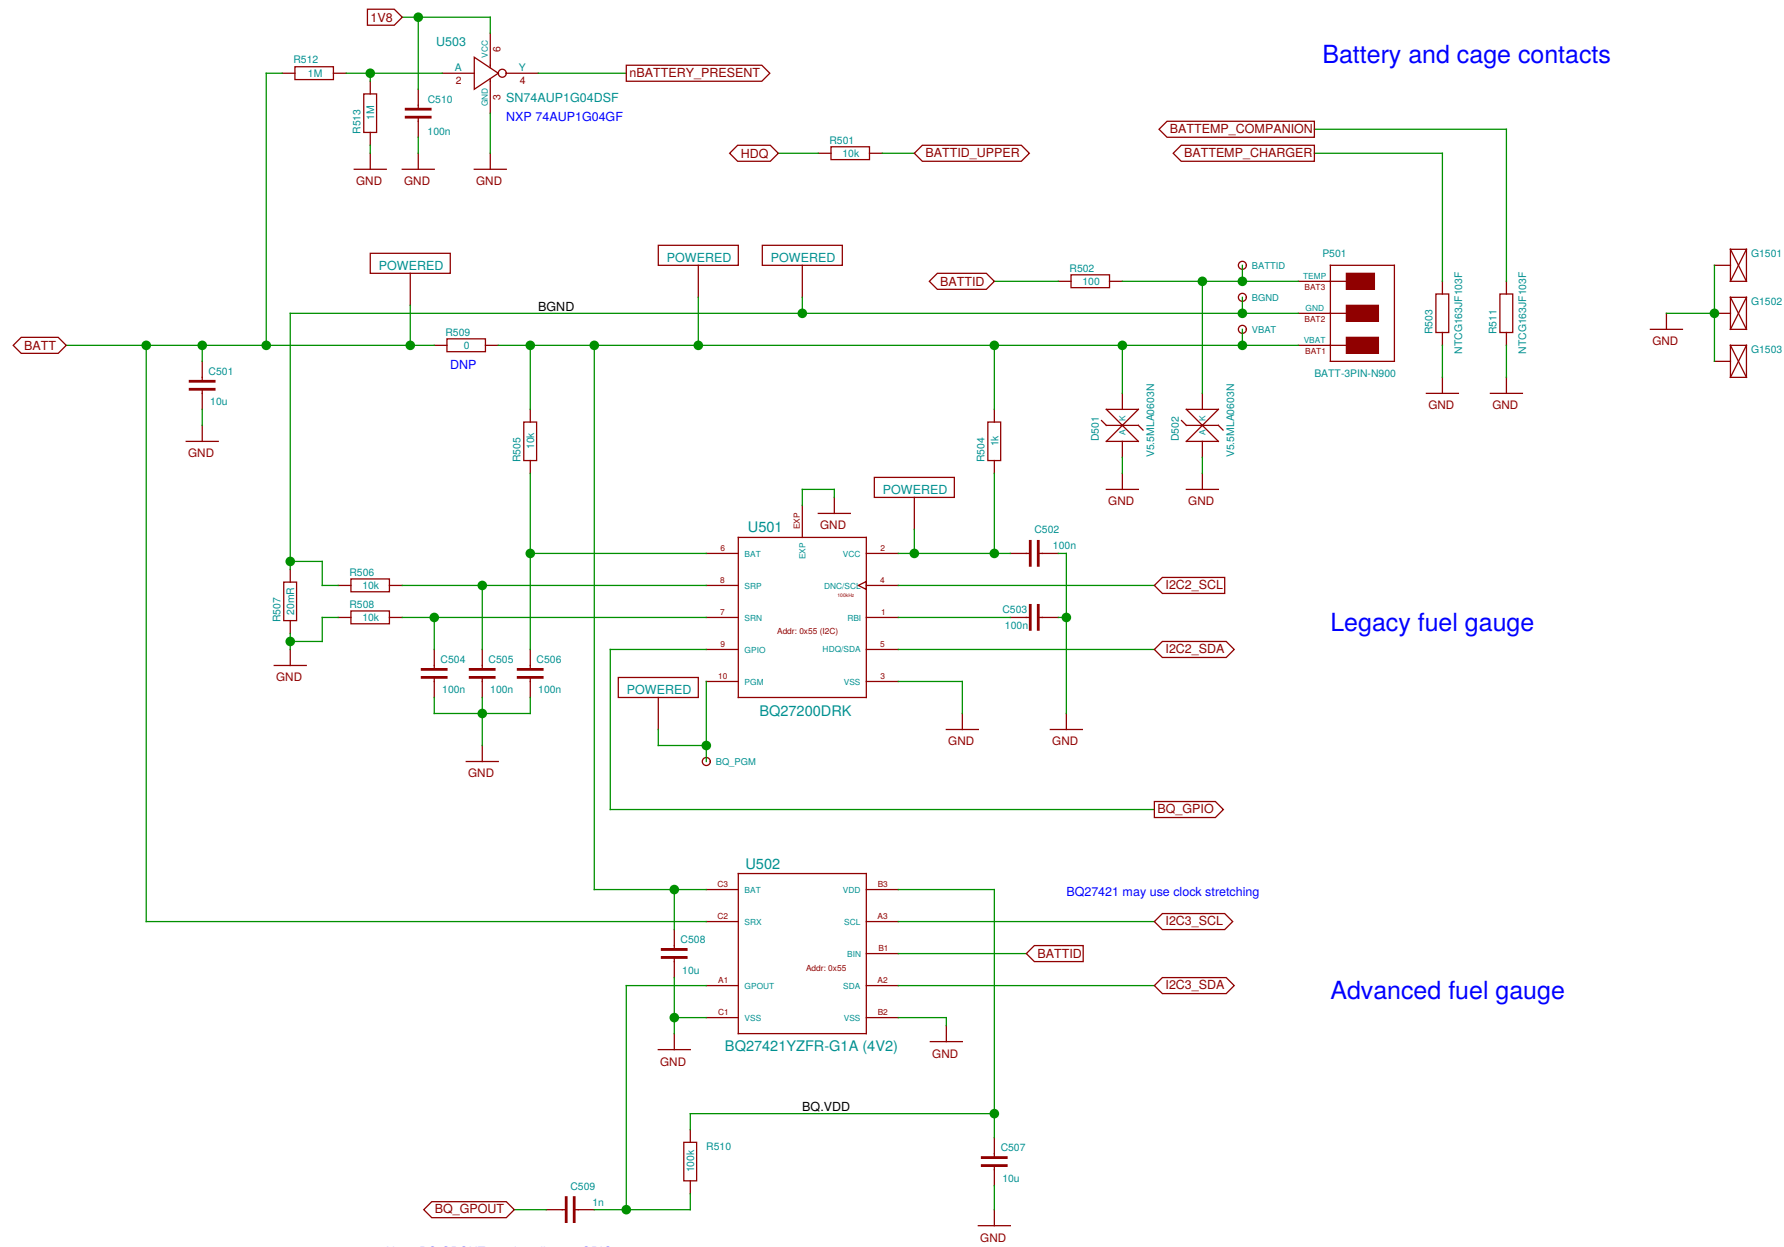 1V8
U503
VCC
6
R512
1M
A
2
Y
4
nBATTERY_PRESENT
GND
3
SN74AUP1G04DSF
NXP 74AUP1G04GF
R513
1M
C510
100n
GND
GND
GND
Battery and cage contacts
HDQ
R501
10k
BATTID_UPPER
BATTEMP_COMPANION
BATTEMP_CHARGER
POWERED
POWERED
POWERED
BATTID
R502
100
BATTID
BGND
VBAT
P501
TEMP
BAT3
GND
BAT2
VBAT
BAT1
BATT-3PIN-N900
R503
NTCG163JF103F
R511
NTCG163JF103F
GND
GND
G1501
G1502
G1503
GND
BGND
BATT
R509
0
DNP
C501
10u
GND
R505
10k
R504
1k
D501
A
K
V5.5MLA0603N
D502
A
K
V5.5MLA0603N
GND
GND
POWERED
U501
EXP
EXP
GND
6
BAT
8
SRP
7
SRN
9
GPIO
10
PGM
VCC
2
DNC/SCL
4
100kHz
RBI
1
Addr: 0x55 (I2C)
HDQ/SDA
5
VSS
3
BQ27200DRK
C502
100n
C503
100n
I2C2_SCL
I2C2_SDA
GND
GND
Legacy fuel gauge
R507
20mR
R506
10k
R508
10k
GND
C504
100n
C505
100n
C506
100n
GND
POWERED
BQ_PGM
BQ_GPIO
U502
C3
BAT
C2
SRX
A1
GPOUT
C1
VSS
VDD
B3
SCL
A3
BIN
B1
Addr: 0x55
SDA
A2
VSS
B2
BQ27421YZFR-G1A (4V2)
C508
10u
GND
GND
BQ27421 may use clock stretching
I2C3_SCL
BATTID
I2C3_SDA
Advanced fuel gauge
BQ.VDD
R510
100k
C507
10u
GND
C509
1n
BQ_GPOUT